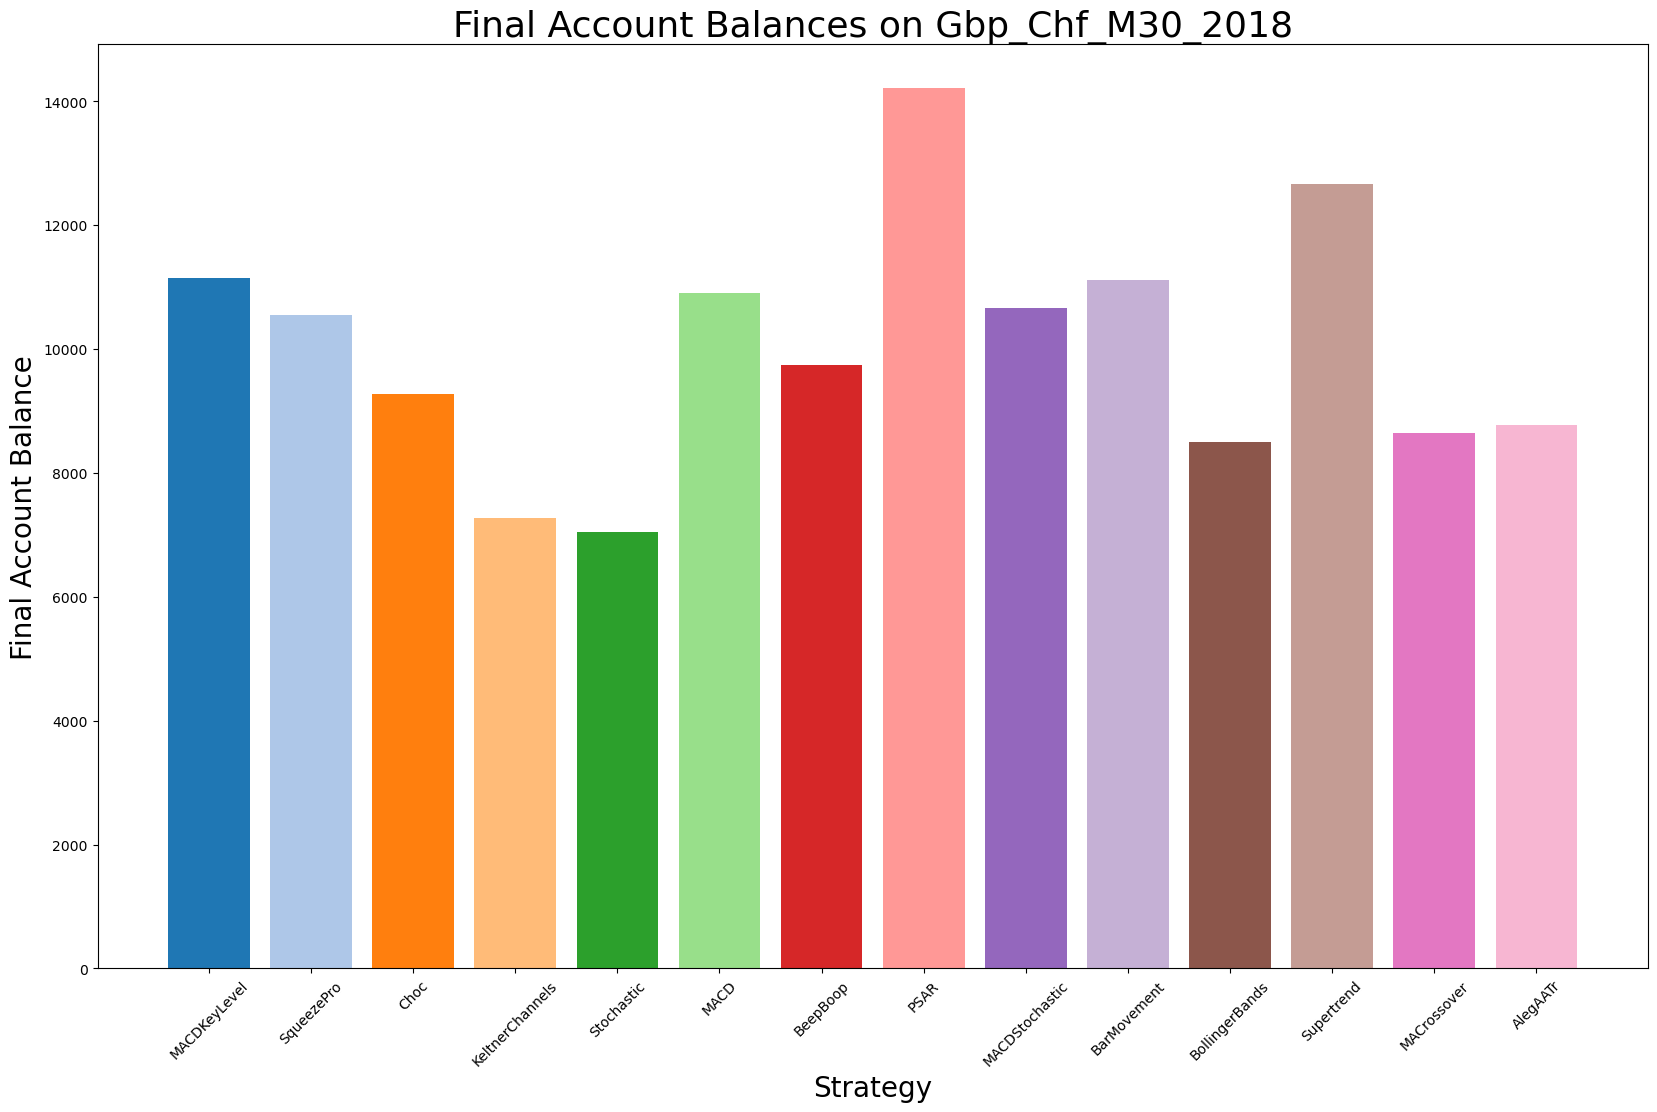 Final Account Balances on Gbp_Chf_M30_2018
Final Account Balance
14000
12000
10000
8000
6000
4000
2000
0
MACDKeyLevel
SqueezePro
Choc
KeltnerChannels
Stochastic
MACD
BeepBoop
PSAR
MACDStochastic
BarMovement
BollingerBands
Supertrend
MACrossover
AlegAATr
Strategy